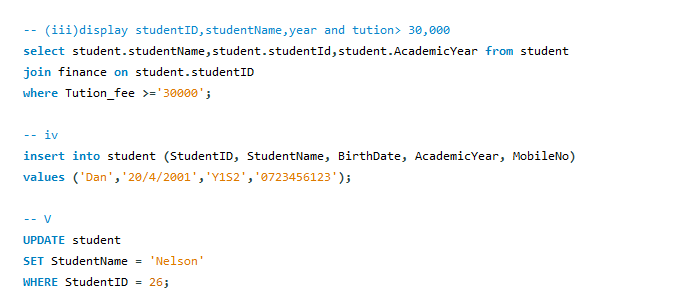 -- (iii)display studentID,studentName,year and tution> 30,000
select student.studentName,student.studentId,student.AcademicYear from student
join finance on student.studentID
where Tution_fee >='30000';
-- iv
insert into student (StudentID, StudentName, BirthDate, AcademicYear, MobileNo)
values ('Dan','20/4/2001','Y1S2','0723456123');
-- V
UPDATE student
SET StudentName = 'Nelson'
WHERE StudentID = 26;